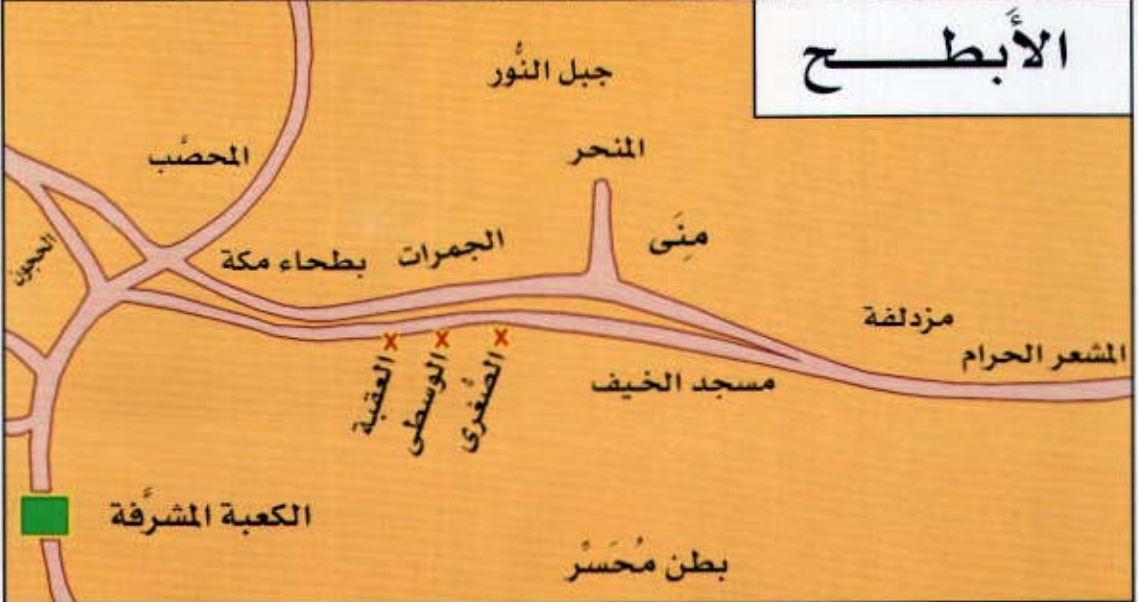 الأَبطـــــح
جبل النُّور
المنحر
المحصَّب
مِنَى
الجمرات
بطحاء مكة
الحجون
مزدلفة
المشعر الحرام
العقبة
الوسطى
الصُغرى
مسجد الخيف
الكعبة المشرَّفة
بطن مُحَسِّر